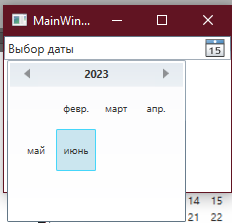 MainWin...
Выбор даты
15
2023
февр. март апр.
май июнь
14 15
21 22